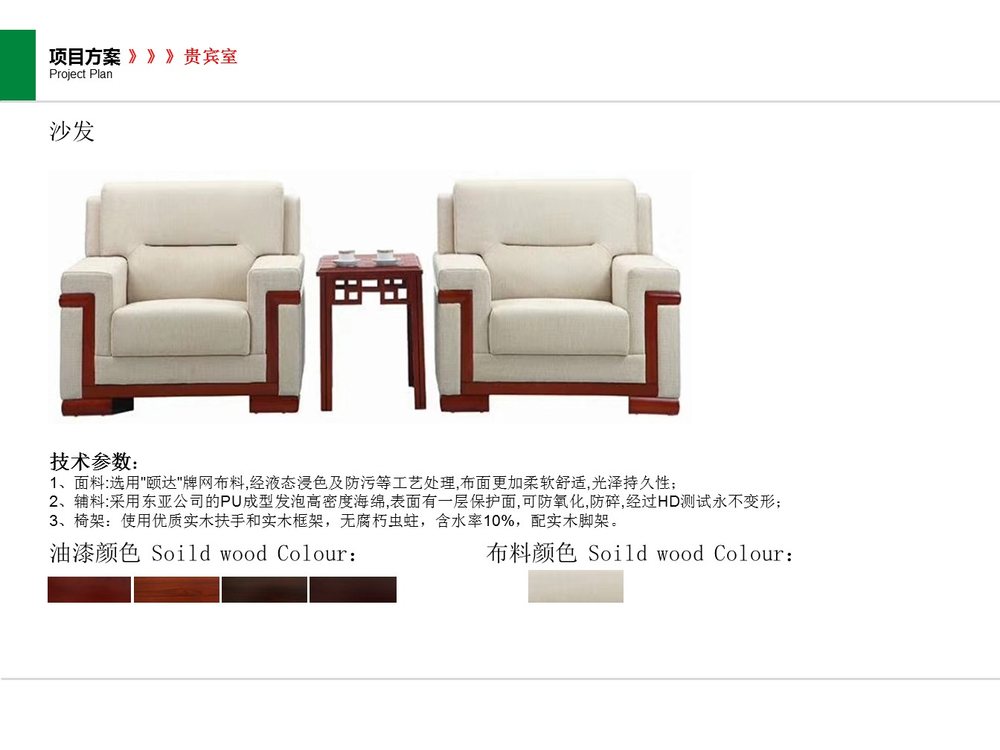 项目方案 》》》贵宾室
Project Plan
沙发
技术参数：
1、面料:选用"颐达"牌网布料,经液态浸色及防污等工艺处理,布面更加柔软舒适,光泽持久性；
2、辅料:采用东亚公司的PU成型发泡高密度海绵,表面有一层保护面,可防氧化,防碎,经过HD测试永不变形；
3、椅架：使用优质实木扶手和实木框架，无腐朽虫蛀，含水率10%，配实木脚架。
油漆颜色 Soild wood Colour：
布料颜色 Soild wood Colour：